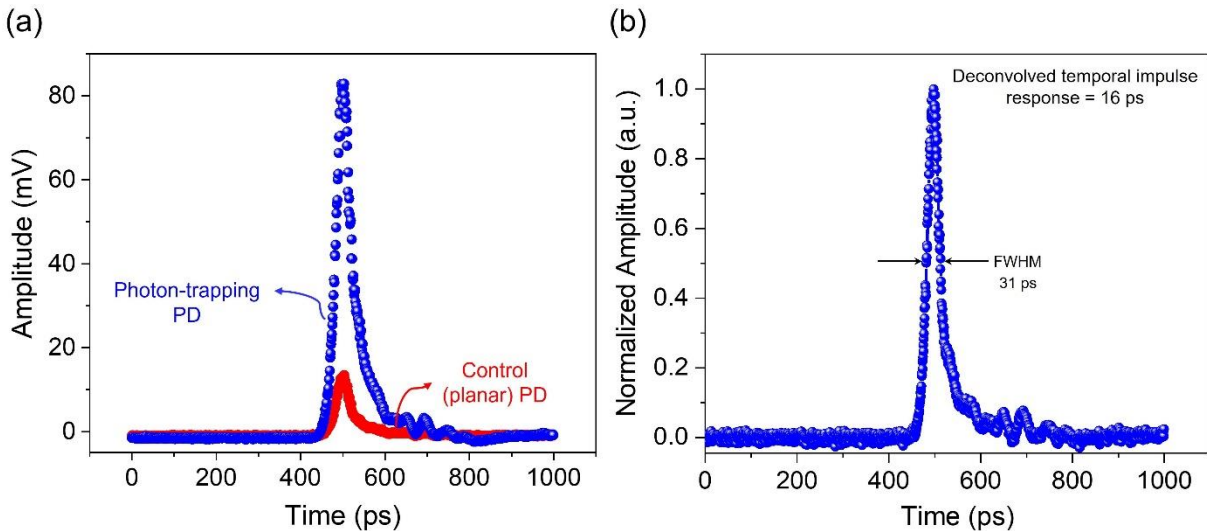 (a)
80
60
40
20
0
Amplitude (mV)
Photon-trapping
PD
Control
(planar) PD
0 200 400 600 800 1000
Time (ps)
(b)
1.0
0.8
0.6
0.4
0.2
0.0
Normalized Amplitude (a.u.)
Deconvolved temporal impulse
response = 16 ps
FWHM
31 ps
0 200 400 600 800 1000
Time (ps)